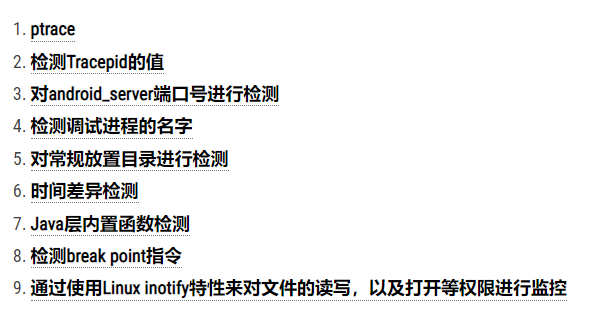 1. ptrace
2. 检测Tracepid的值
3. 对android_server端口号进行检测
4. 检测调试进程的名字
5. 对常规放置目录进行检测
6. 时间差异检测
7. Java层内置函数检测
8. 检测break point指令
9. 通过使用Linux inotify特性来对文件的读写，以及打开等权限进行监控